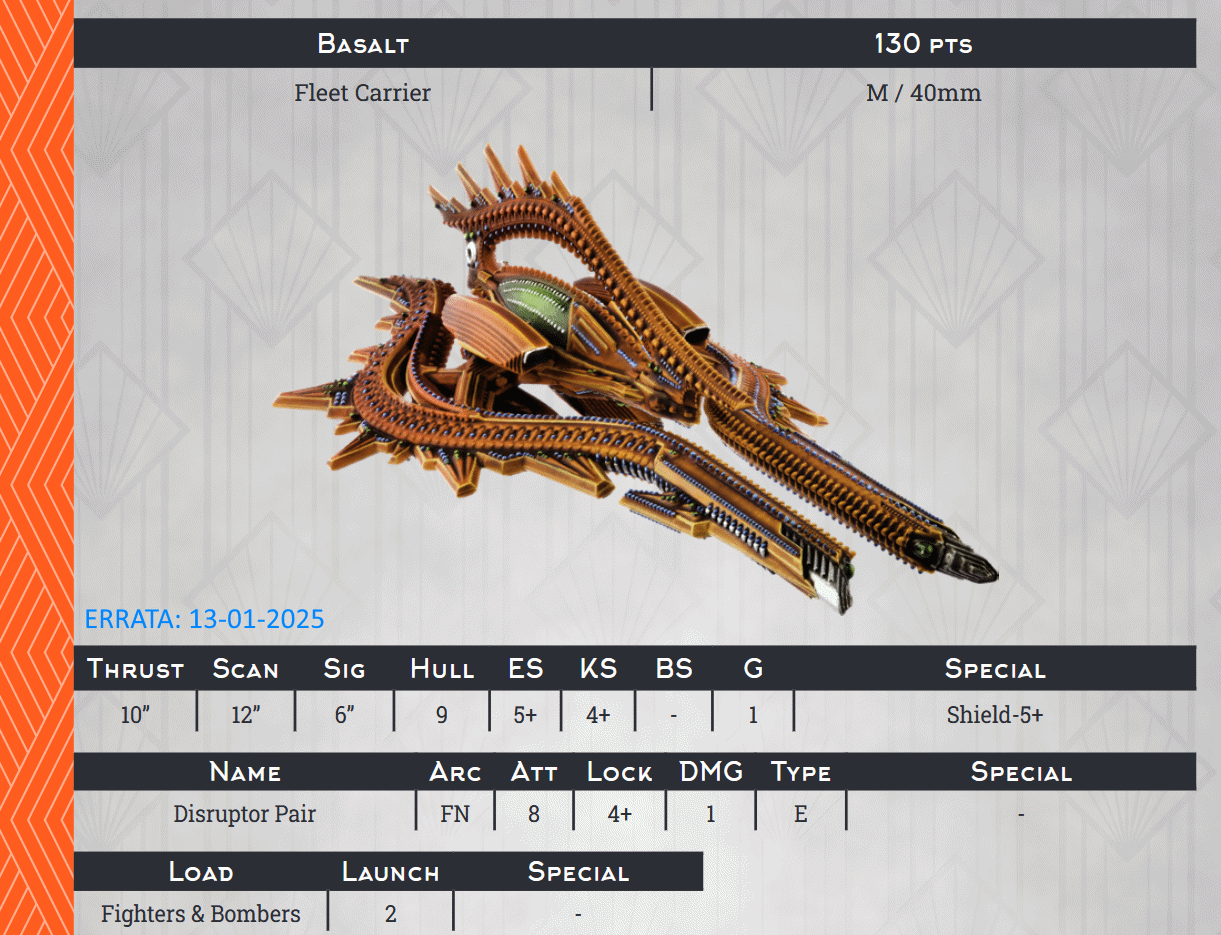 Basalt 130 pts
Fleet Carrier M / 40mm
ERRATA: 13-01-2025
Thrust Scan Sig Hull ES KS BS G Special
10” 12” 6” 9 5+ 4+ - 1 Shield-5+
Name Arc Att Lock DMG Type Special
Disruptor Pair FN 8 4+ 1 E -
Load Launch Special
Fighters & Bombers 2 -